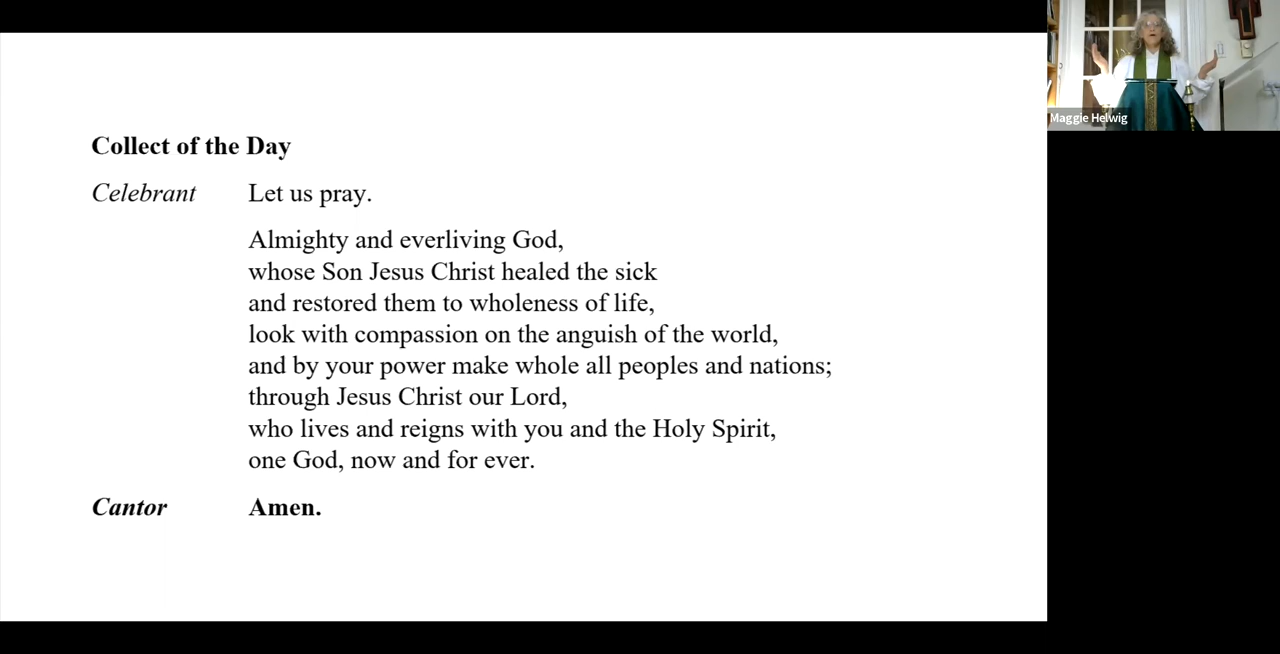 Maggie Helwig
Collect of the Day
Celebrant Let us pray.
Almighty and everliving God,
whose Son Jesus Christ healed the sick
and restored them to wholeness of life,
look with compassion on the anguish of the world,
and by your power make whole all peoples and nations;
through Jesus Christ our Lord,
who lives and reigns with you and the Holy Spirit,
one God, now and for ever.
Cantor Amen.